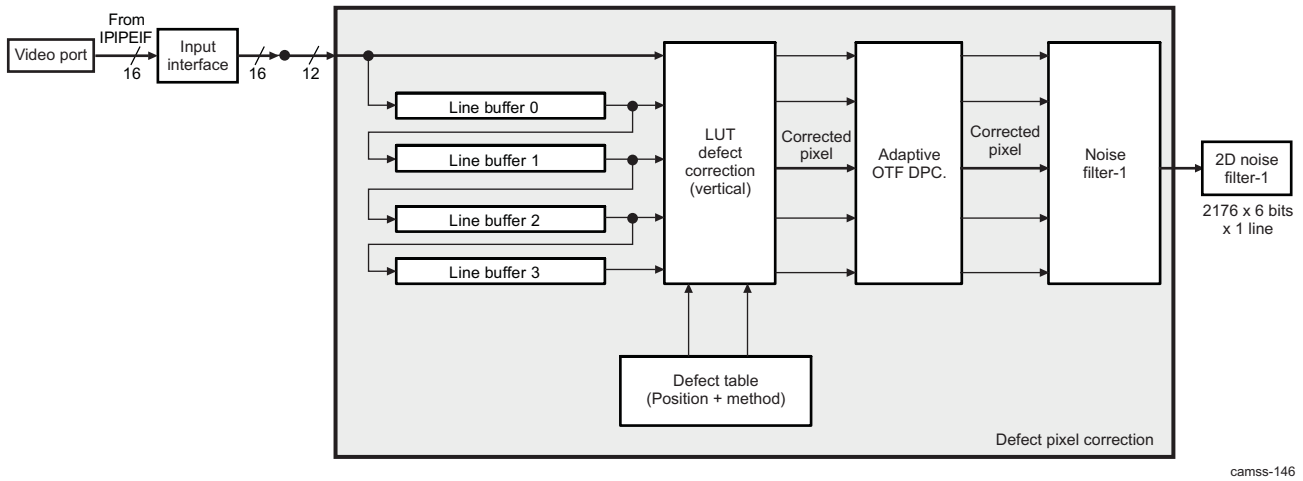 From
IPIPEIF
Video port
16
Input
interface
16
12
Line buffer 0
Line buffer 1
Line buffer 2
Line buffer 3
LUT
defect
correction
(vertical)
Corrected
pixel
Adaptive
OTF DPC.
Corrected
pixel
Noise
filter-1
2D noise
filter-1
2176 x 6 bits
x 1 line
Defect table
(Position + method)
Defect pixel correction
camss-146